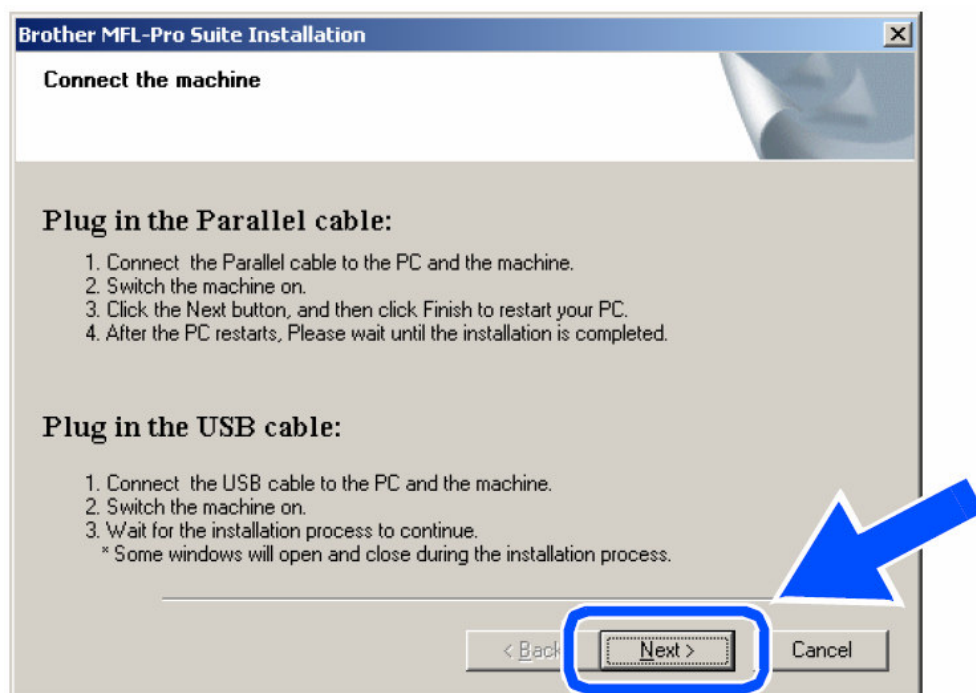 Brother MFL-Pro Suite Installation
Connect the machine
Plug in the Parallel cable:
1. Connect the Parallel cable to the PC and the machine.
2. Switch the machine on.
3. Click the Next button, and then click Finish to restart your PC.
4. After the PC restarts, Please wait until the installation is completed.
Plug in the USB cable:
1. Connect the USB cable to the PC and the machine.
2. Switch the machine on.
3. Wait for the installation process to continue.
* Some windows will open and close during the installation process.
< Back Next > Cancel